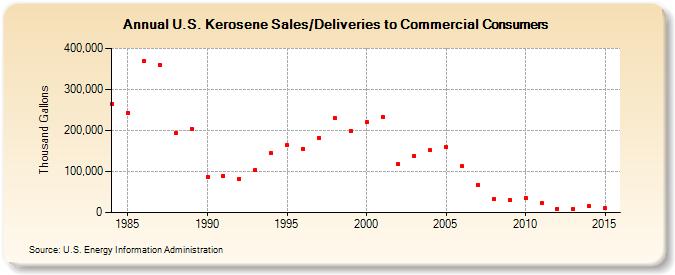 Annual U.S. Kerosene Sales/Deliveries to Commercial Consumers
Thousand Gallons
400,000
300,000
200,000
100,000
0
1985 1990 1995 2000 2005 2010 2015
Source: U.S. Energy Information Administration